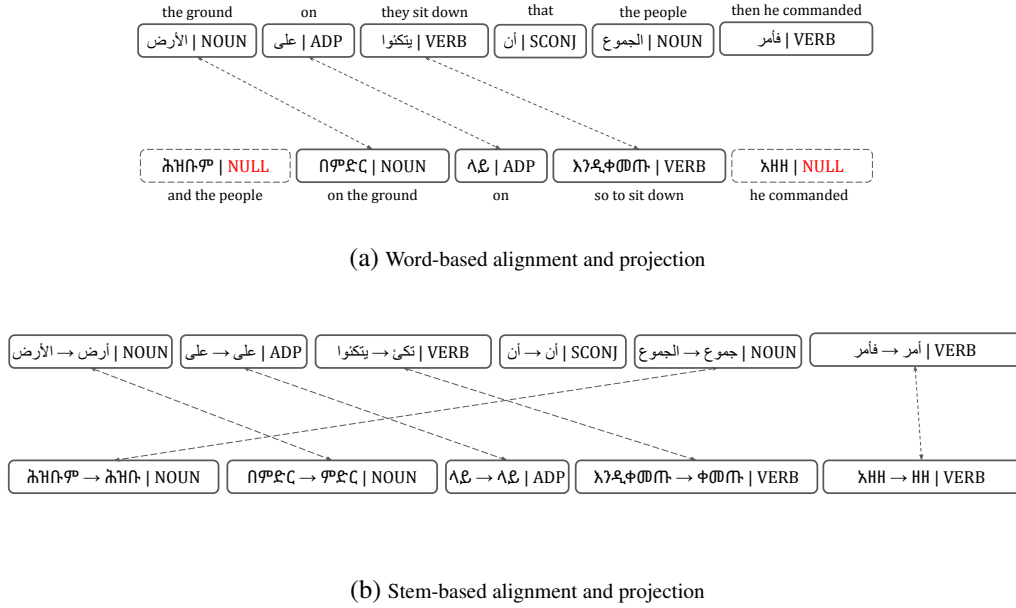 the ground on they sit down that the people then he commanded
الأرض | NOUN على | ADP يتكئوا | VERB أن | SCONJ الجموع | NOUN فأمر | VERB
ሕዝቡም | NULL በምድር | NOUN ላይ | ADP እንዲቀመጡ | VERB አዘዘ | NULL
and the people on the ground on so to sit down he commanded
(a) Word-based alignment and projection
الأرض → أرض | NOUN على → على | ADP يتكئوا → تكئ | VERB أن → أن | SCONJ الجموع → جموع | NOUN فأمر → أمر | VERB
ሕዝቡም → ሕዝቡ | NOUN በምድር → ምድር | NOUN ላይ → ላይ | ADP እንዲቀመጡ → ቀመጡ | VERB አዘዘ → ዘዘ | VERB
(b) Stem-based alignment and projection